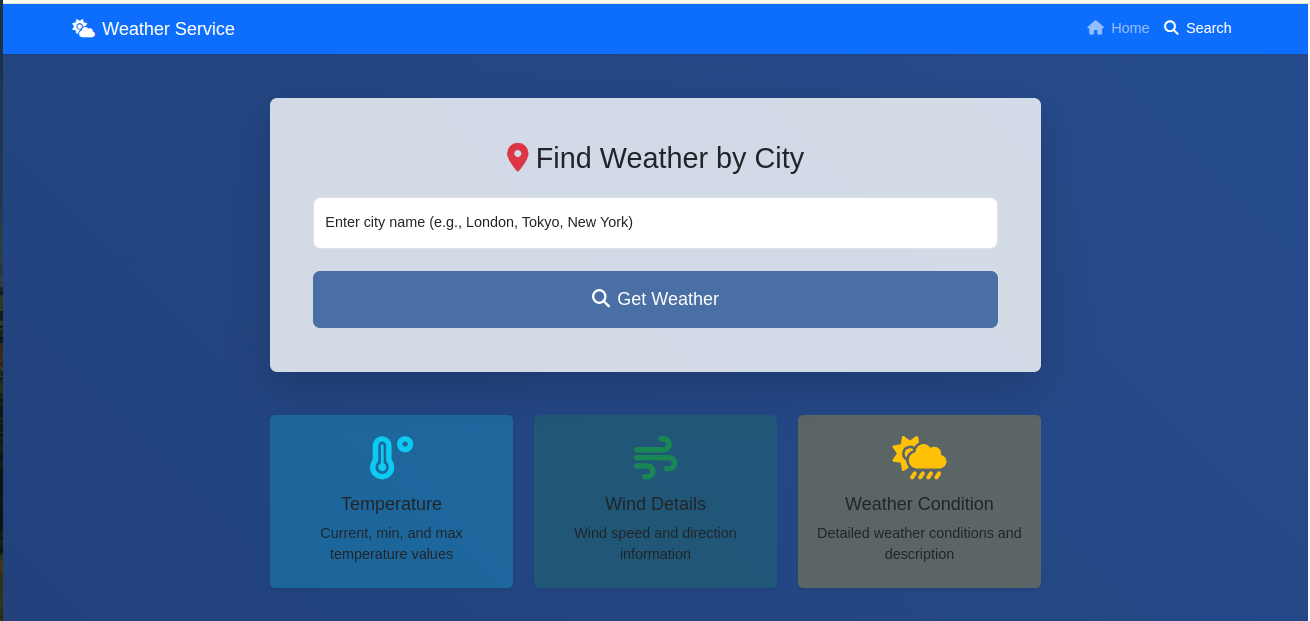 Weather Service
Home
Search
Find Weather by City
Enter city name (e.g., London, Tokyo, New York)
Get Weather
Temperature
Current, min, and max
temperature values
Wind Details
Wind speed and direction
information
Weather Condition
Detailed weather conditions and
description